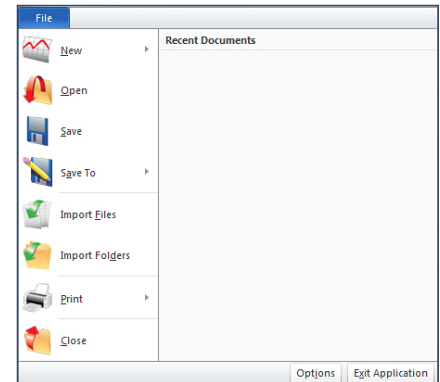 File
Recent Documents
New
Open
Save
Save To
Import Files
Import Folders
Print
Close
Options
Exit Application